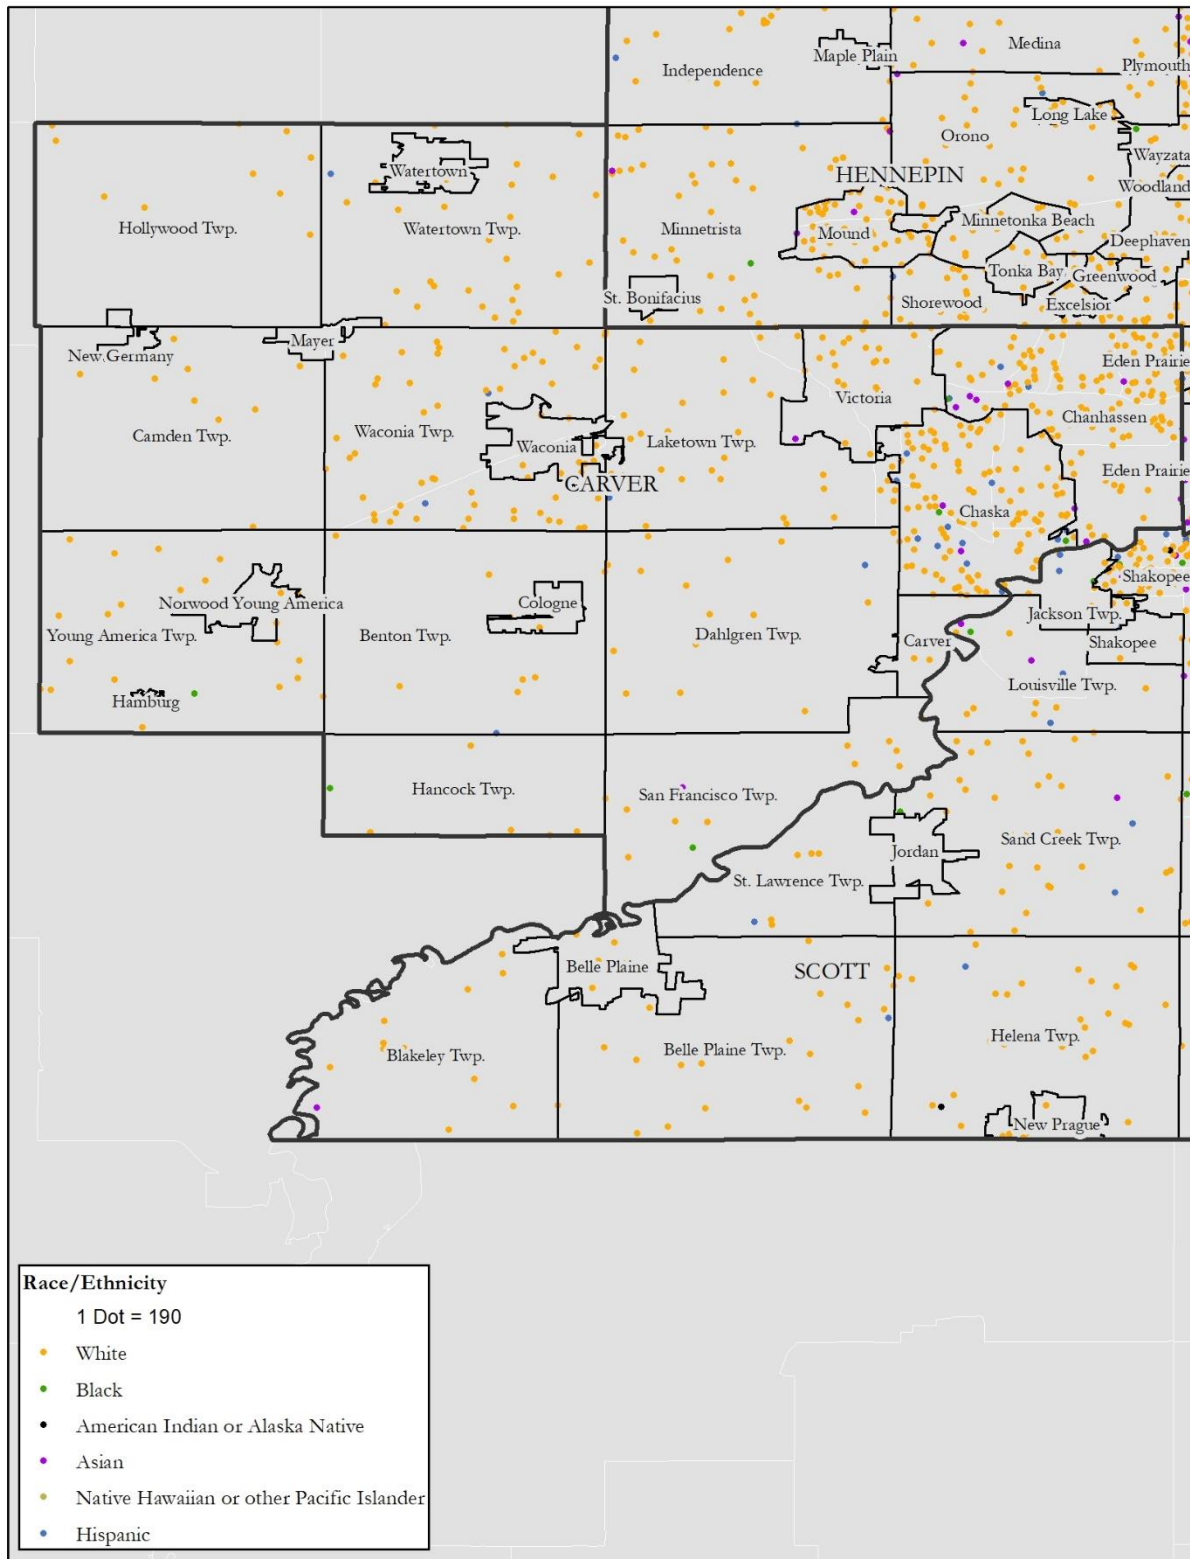 Medina
Maple Plain
Independence
Plymouth
Long Lake
Orono
Wayzata
Watertown
HENNEPIN
Woodland
Minnetonka Beach
Hollywood Twp.
Watertown Twp.
Minnetrista
Mound
Deephaven
Tonka Bay
Greenwood
St. Bonifacius
Shorewood
Excelsior
Mayer
New Germany
Eden Prairie
Victoria
Chanhassen
Camden Twp.
Waconia Twp.
Waconia
Laketown Twp.
Eden Prairie
CARVER
Chaska
Shakopee
Norwood Young America
Cologne
Jackson Twp.
Young America Twp.
Benton Twp.
Dahlgren Twp.
Carver
Shakopee
Louisville Twp.
Hamburg
Hancock Twp.
San Francisco Twp.
Sand Creek Twp.
Jordan
St. Lawrence Twp.
Belle Plaine
SCOTT
Helena Twp.
Blakeley Twp.
Belle Plaine Twp.
New Prague
Race/Ethnicity
1 Dot = 190
White
Black
American Indian or Alaska Native
Asian
Native Hawaiian or other Pacific Islander
Hispanic